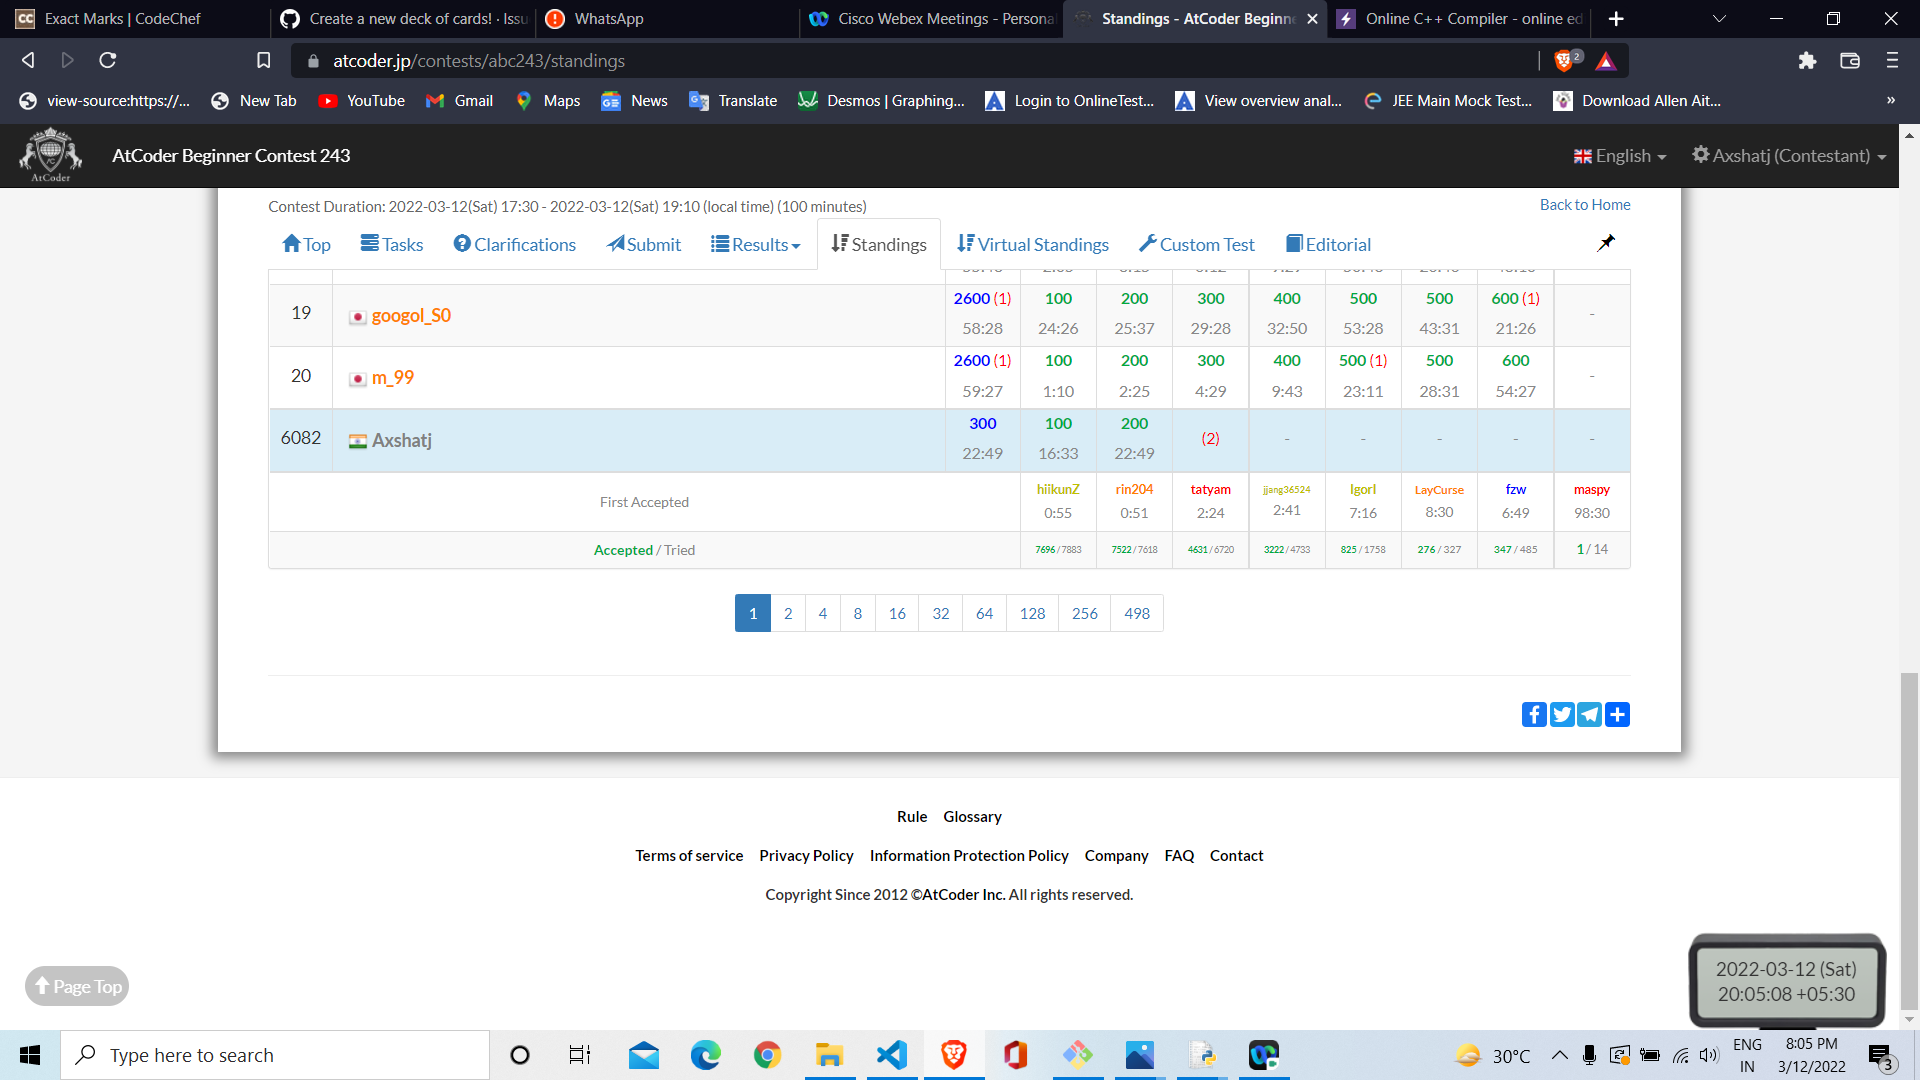 Exact Marks | CodeChef
Create a new deck of cards! · Issu
WhatsApp
Cisco Webex Meetings - Persona
Standings - AtCoder Beginne
Online C++ Compiler - online ed
atcoder.jp/contests/abc243/standings
2
view-source:https://...
New Tab
YouTube
Gmail
Maps
News
Translate
Desmos | Graphing...
Login to OnlineTest...
View overview anal...
JEE Main Mock Test...
Download Allen Ait...
»
AtCoder
AtCoder Beginner Contest 243
English
Axshatj (Contestant)
Contest Duration: 2022-03-12(Sat) 17:30 - 2022-03-12(Sat) 19:10 (local time) (100 minutes)
Back to Home
Top
Tasks
Clarifications
Submit
Results
Standings
Virtual Standings
Custom Test
Editorial
19 googol_S0 2600 (1) 100 200 300 400 500 500 600 (1) -
58:28 24:26 25:37 29:28 32:50 53:28 43:31 21:26
20 m_99 2600 (1) 100 200 300 400 500 (1) 500 600 -
59:27 1:10 2:25 4:29 9:43 23:11 28:31 54:27
6082 Axshatj 300 100 200 (2) - - - - -
22:49 16:33 22:49
First Accepted hiikunZ rin204 tatyam jjang36524 lgorl LayCurse fzw maspy
0:55 0:51 2:24 2:41 7:16 8:30 6:49 98:30
Accepted / Tried 7696 / 7883 7522 / 7618 4631 / 6720 3222 / 4733 825 / 1758 276 / 327 347 / 485 1 / 14
1 2 4 8 16 32 64 128 256 498
Rule Glossary
Terms of service Privacy Policy Information Protection Policy Company FAQ Contact
Copyright Since 2012 ©AtCoder Inc. All rights reserved.
Page Top
2022-03-12 (Sat)
20:05:08 +05:30
Type here to search
30°C
ENG
IN
8:05 PM
3/12/2022
3